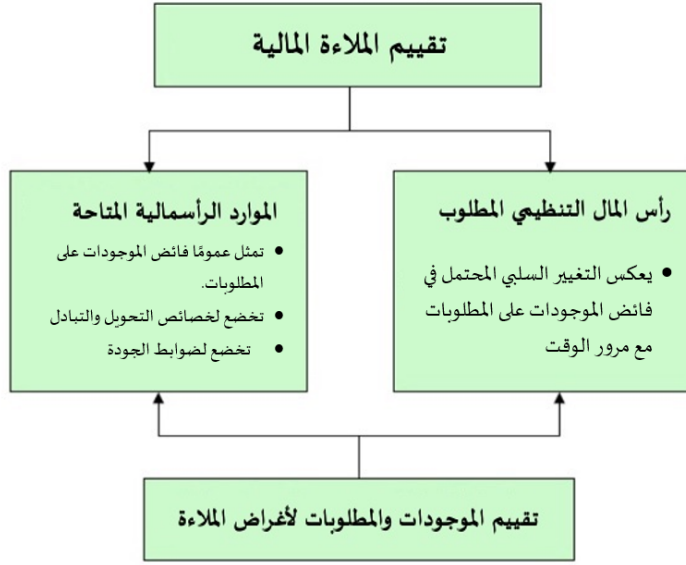 تقييم الملاءة المالية
رأس المال التنظيمي المطلوب
• يعكس التغيير السلبي المحتمل في
فائض الموجودات على المطلوبات
مع مرور الوقت
الموارد الرأسمالية المتاحة
• تمثل عمومًا فائض الموجودات على
المطلوبات.
• تخضع لخصائص التحويل والتبادل
• تخضع لضوابط الجودة
تقييم الموجودات والمطلوبات لأغراض الملاءة